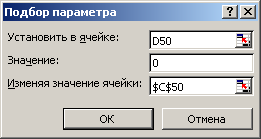 Подбор параметра
Установить в ячейке: D50
Значение: 0
Изменяя значение ячейки: $C$50
ОК Отмена